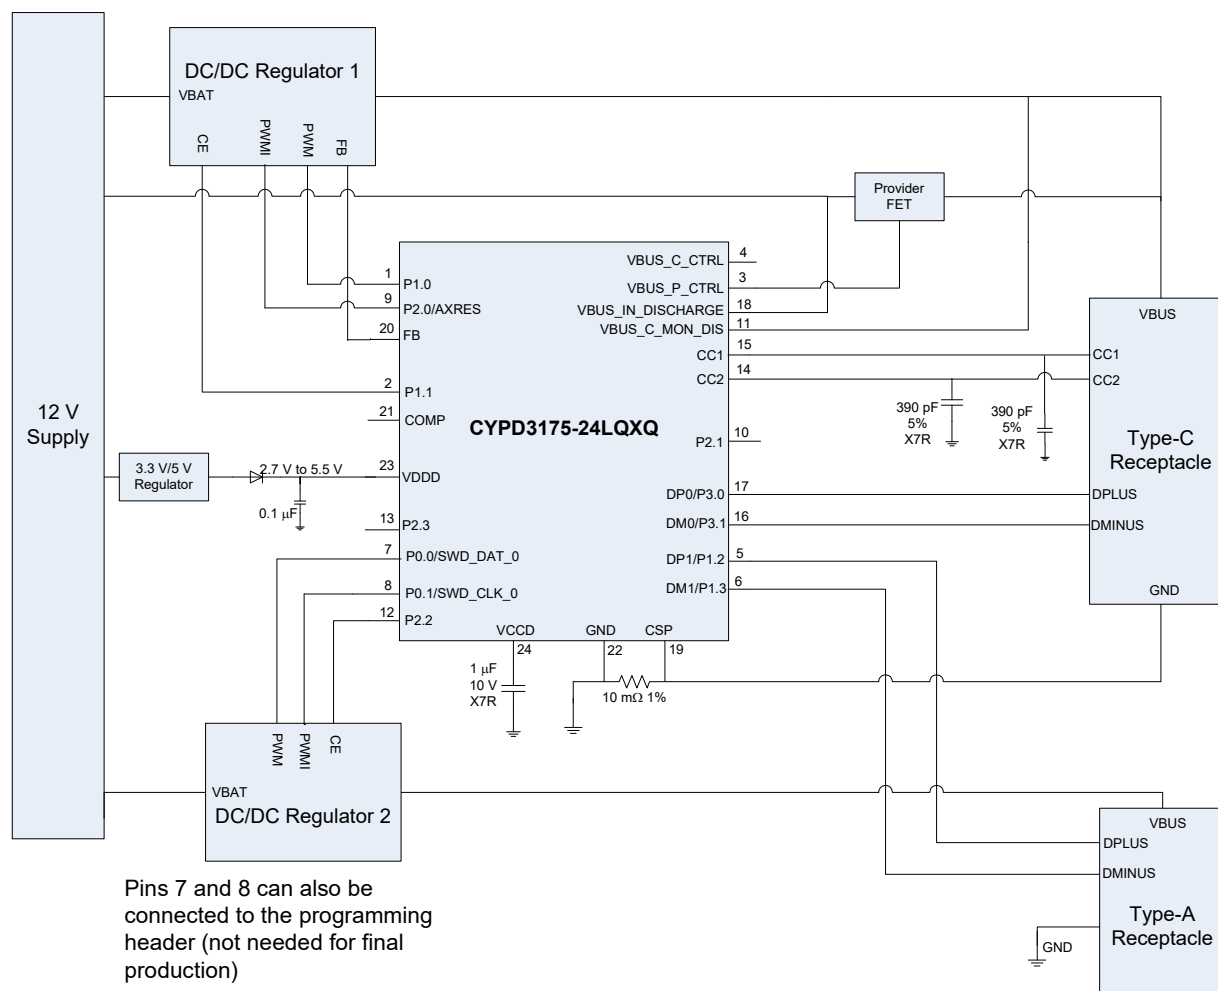 DC/DC Regulator 1
VBAT
CE
PWMI
PWM
FB
Provider
FET
12 V
Supply
CYPD3175-24LQXQ
1
P1.0
9
P2.0/AXRES
20
FB
2
P1.1
21
COMP
23
VDDD
13
P2.3
7
P0.0/SWD_DAT_0
8
P0.1/SWD_CLK_0
12
P2.2
VBUS_C_CTRL
4
VBUS_P_CTRL
3
VBUS_IN_DISCHARGE
18
VBUS_C_MON_DIS
11
CC1
15
CC2
14
P2.1
10
DP0/P3.0
17
DM0/P3.1
16
DP1/P1.2
5
DM1/P1.3
6
VCCD
24
GND
22
CSP
19
3.3 V/5 V
Regulator
2.7 V to 5.5 V
0.1 μF
390 pF
5%
X7R
390 pF
5%
X7R
VBUS
CC1
CC2
Type-C
Receptacle
DPLUS
DMINUS
GND
1 μF
10 V
X7R
10 mΩ 1%
PWM
PWMI
CE
VBAT
DC/DC Regulator 2
VBUS
DPLUS
DMINUS
Type-A
Receptacle
GND
Pins 7 and 8 can also be
connected to the programming
header (not needed for final
production)